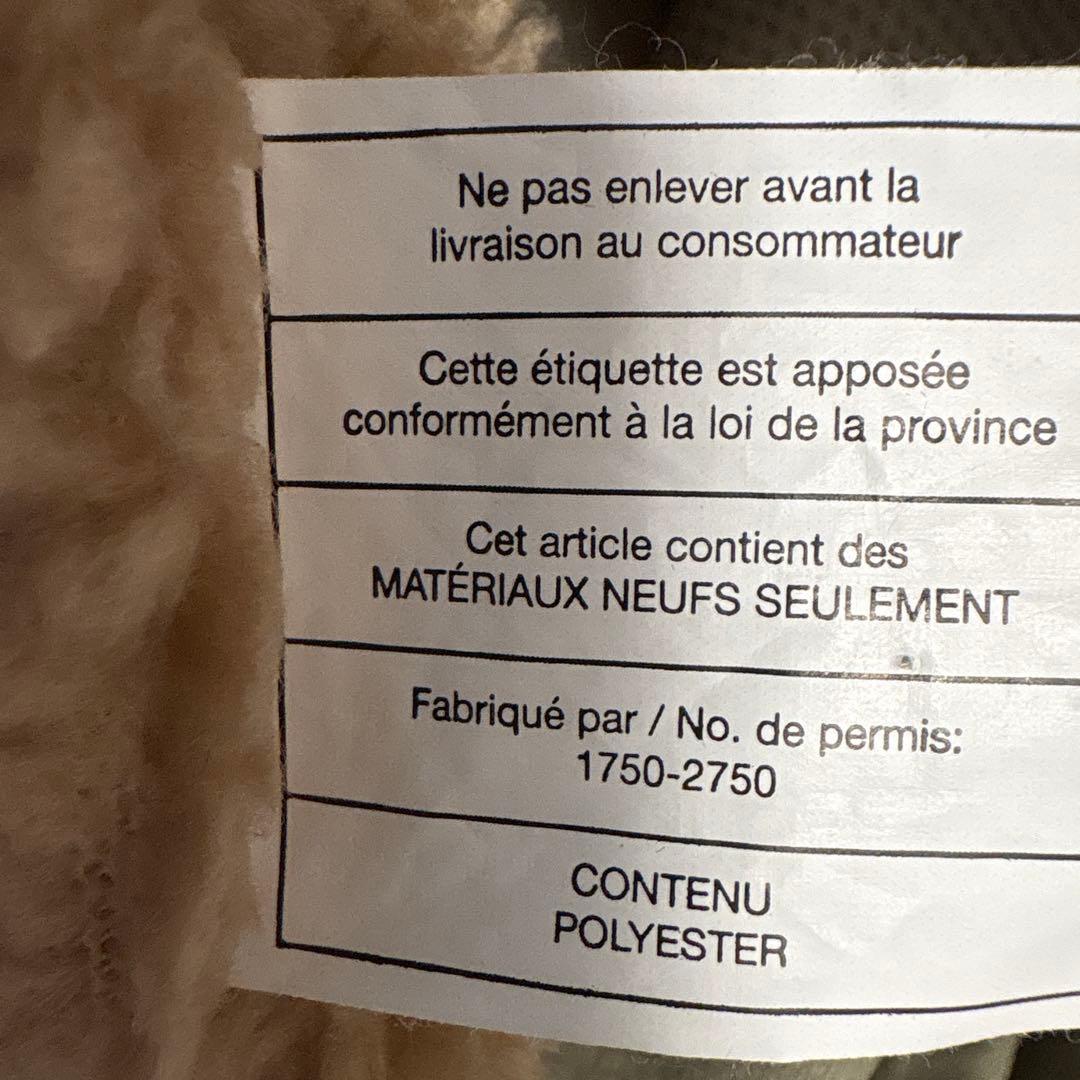 Ne pas enlever avant la
livraison au consommateur
Cette étiquette est apposée
conformément à la loi de la province
Cet article contient des
MATÉRIAUX NEUFS SEULEMENT
Fabriqué par / No. de permis:
1750-2750
CONTENU
POLYESTER